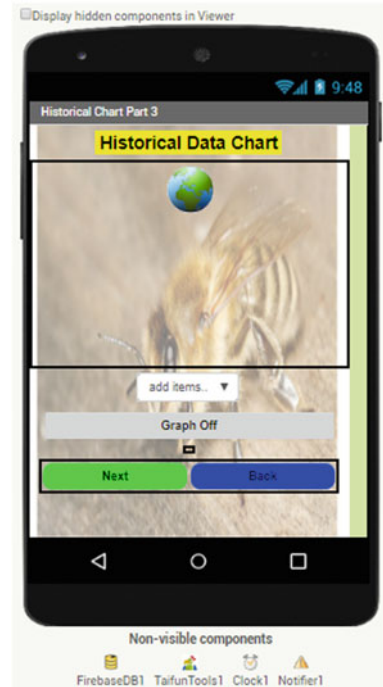 Display hidden components in Viewer
9:48
Historical Chart Part 3
Historical Data Chart
add items..
Graph Off
Next Back
Non-visible components
FirebaseDB1 TaifunTools1 Clock1 Notifier1